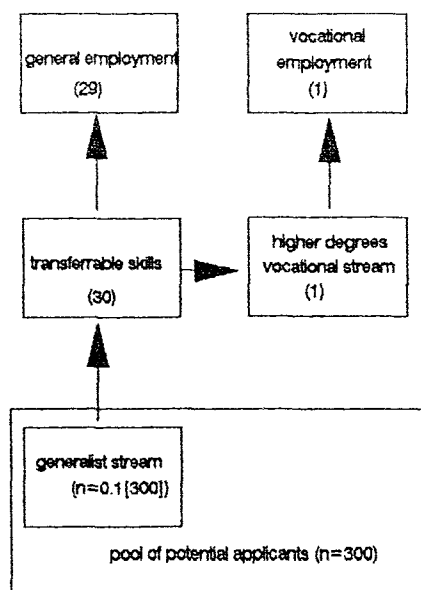 general employment
(29)
vocational
employment
(1)
transferrable skills
(30)
higher degrees
vocational stream
(1)
generalist stream
(n=0.1[300])
pool of potential applicants (n=300)